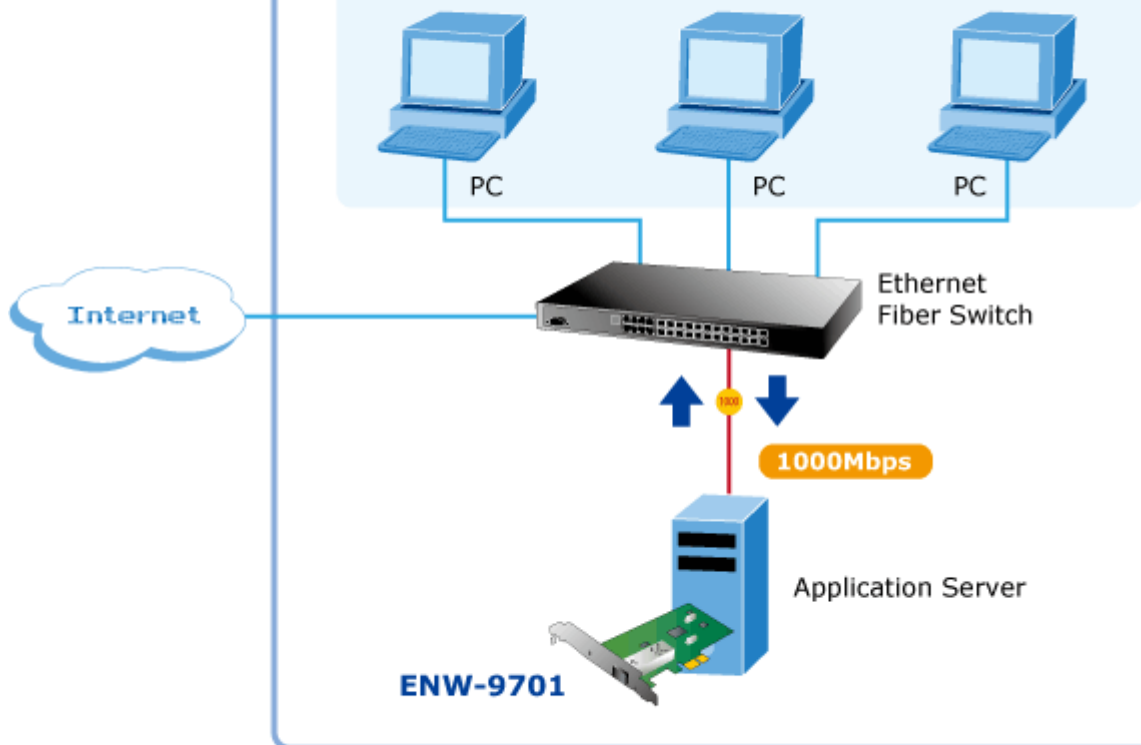 PC
PC
PC
Ethernet
Fiber Switch
Internet
1000
1000Mbps
Application Server
ENW-9701